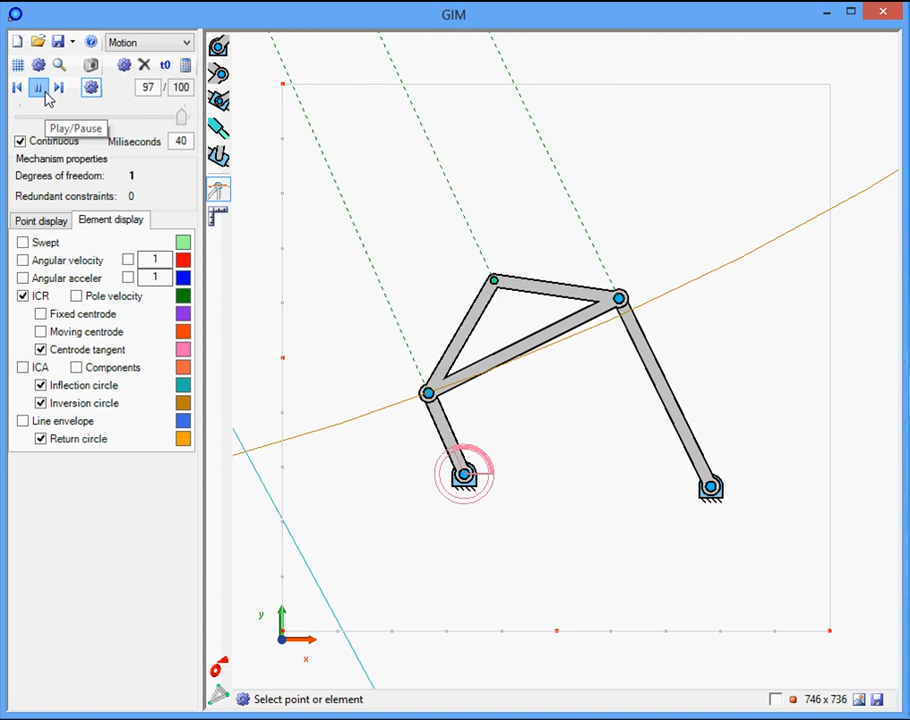 GIM
Motion
t0
97 / 100
Play/Pause
Continuous Miliseconds 40
Mechanism properties
Degrees of freedom: 1
Redundant constraints: 0
Point display Element display
Swept
Angular velocity 1
Angular acceler 1
ICR Pole velocity
Fixed centrode
Moving centrode
Centrode tangent
ICA Components
Inflection circle
Inversion circle
Line envelope
Return circle
y
x
Select point or element 746 x 736